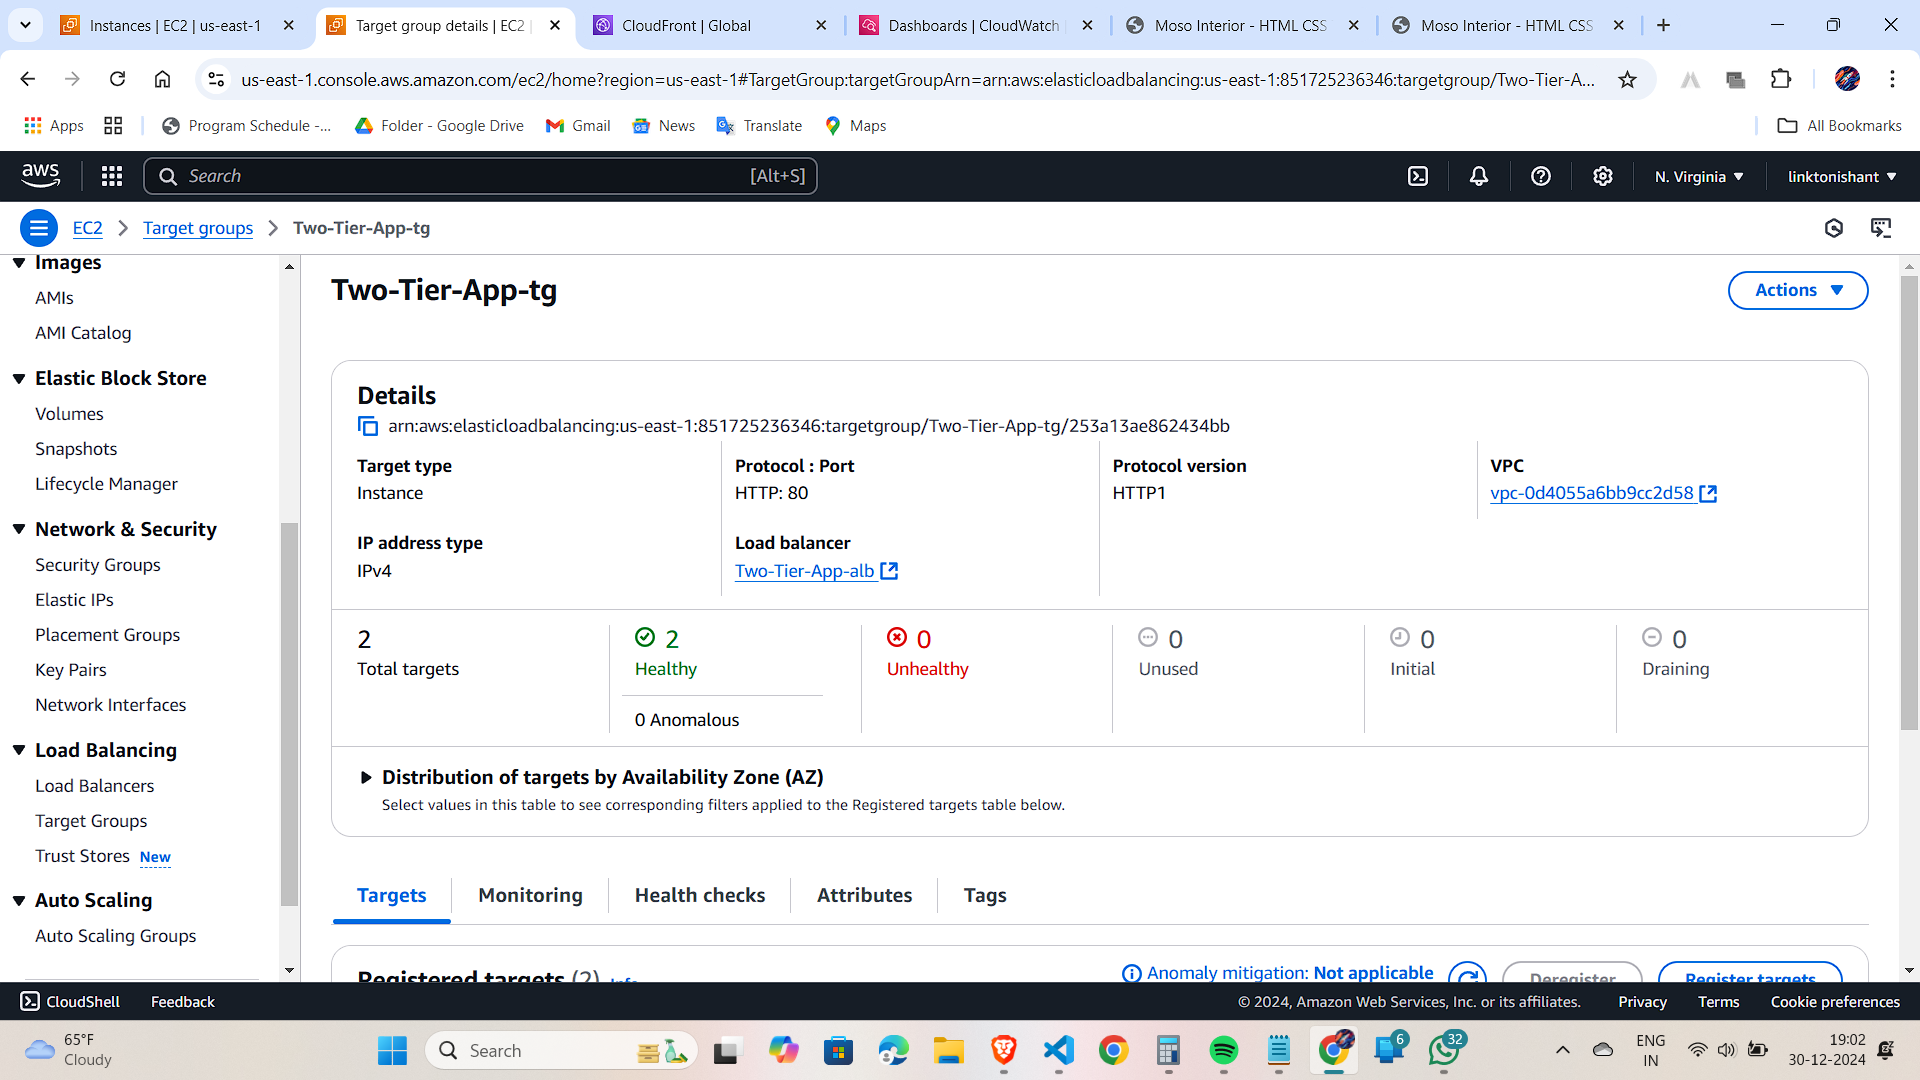 Instances | EC2 | us-east-1
Target group details | EC2 |
CloudFront | Global
Dashboards | CloudWatch
Moso Interior - HTML CSS
Moso Interior - HTML CSS
us-east-1.console.aws.amazon.com/ec2/home?region=us-east-1#TargetGroup:targetGroupArn=arn:aws:elasticloadbalancing:us-east-1:851725236346:targetgroup/Two-Tier-A...
Apps
Program Schedule -...
Folder - Google Drive
Gmail
News
Translate
Maps
All Bookmarks
aws
Search
[Alt+S]
N. Virginia
linktonishant
EC2
Target groups
Two-Tier-App-tg
Images
AMIs
AMI Catalog
Elastic Block Store
Volumes
Snapshots
Lifecycle Manager
Network & Security
Security Groups
Elastic IPs
Placement Groups
Key Pairs
Network Interfaces
Load Balancing
Load Balancers
Target Groups
Trust Stores New
Auto Scaling
Auto Scaling Groups
Two-Tier-App-tg
Actions
Details
arn:aws:elasticloadbalancing:us-east-1:851725236346:targetgroup/Two-Tier-App-tg/253a13ae862434bb
Target type
Instance
Protocol : Port
HTTP: 80
Protocol version
HTTP1
VPC
vpc-0d4055a6bb9cc2d58
IP address type
IPv4
Load balancer
Two-Tier-App-alb
2
Total targets
2
Healthy
0 Anomalous
0
Unhealthy
0
Unused
0
Initial
0
Draining
Distribution of targets by Availability Zone (AZ)
Select values in this table to see corresponding filters applied to the Registered targets table below.
Targets
Monitoring
Health checks
Attributes
Tags
Registered targets (2) Info
Anomaly mitigation: Not applicable
Deregister
Register targets
CloudShell
Feedback
© 2024, Amazon Web Services, Inc. or its affiliates.
Privacy
Terms
Cookie preferences
65°F
Cloudy
Search
6
32
ENG
IN
19:02
30-12-2024